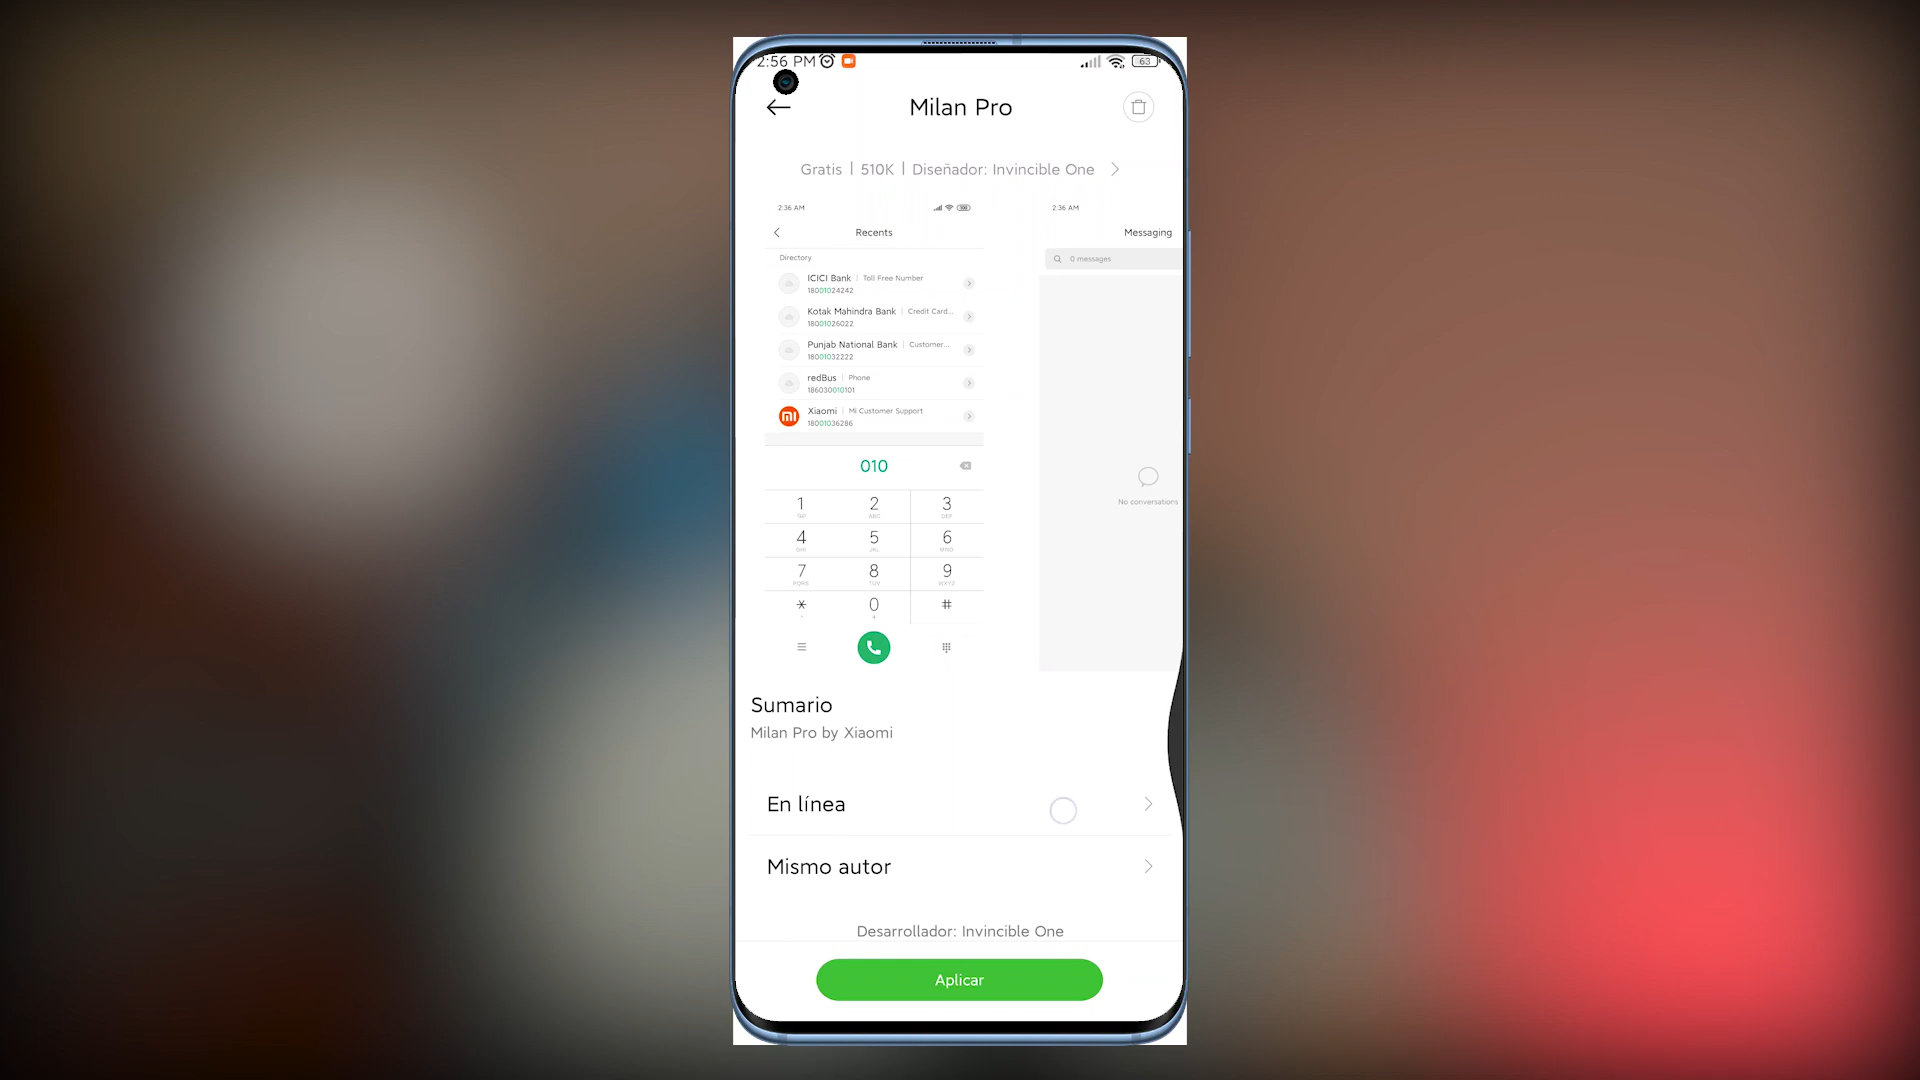 2:56 PM
63
Milan Pro
Gratis | 510K | Diseñador: Invincible One
2:36 AM
100
Recents
Directory
ICICI Bank | Toll Free Number
18001024242
Kotak Mahindra Bank | Credit Card...
18001026022
Punjab National Bank | Customer...
18001032222
redBus | Phone
186030010101
mi
Xiaomi | Mi Customer Support
18001036286
010
1 2 3
ABC DEF
4 5 6
GHI JKL MNO
7 8 9
PQRS TUV WXYZ
* 0 #
, +
2:36 AM
Messaging
0 messages
No conversations
Sumario
Milan Pro by Xiaomi
En línea
Mismo autor
Desarrollador: Invincible One
Aplicar